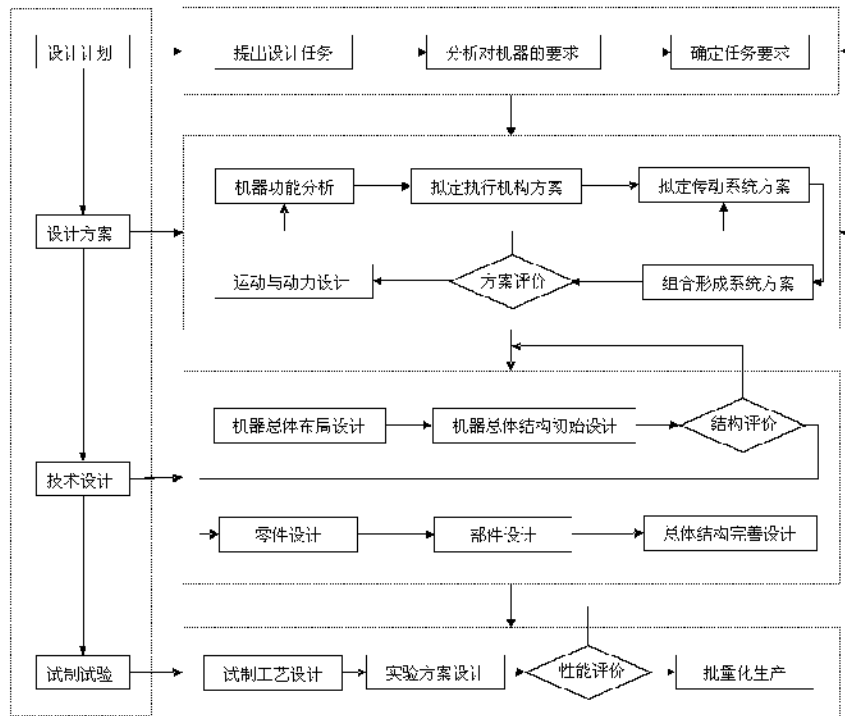 设计计划
提出设计任务
分析对机器的要求
确定任务要求
机器功能分析
拟定执行机构方案
拟定传动系统方案
设计方案
运动与动力设计
方案评价
组合形成系统方案
机器总体布局设计
机器总体结构初始设计
结构评价
技术设计
零件设计
部件设计
总体结构完善设计
试制试验
试制工艺设计
实验方案设计
性能评价
批量化生产